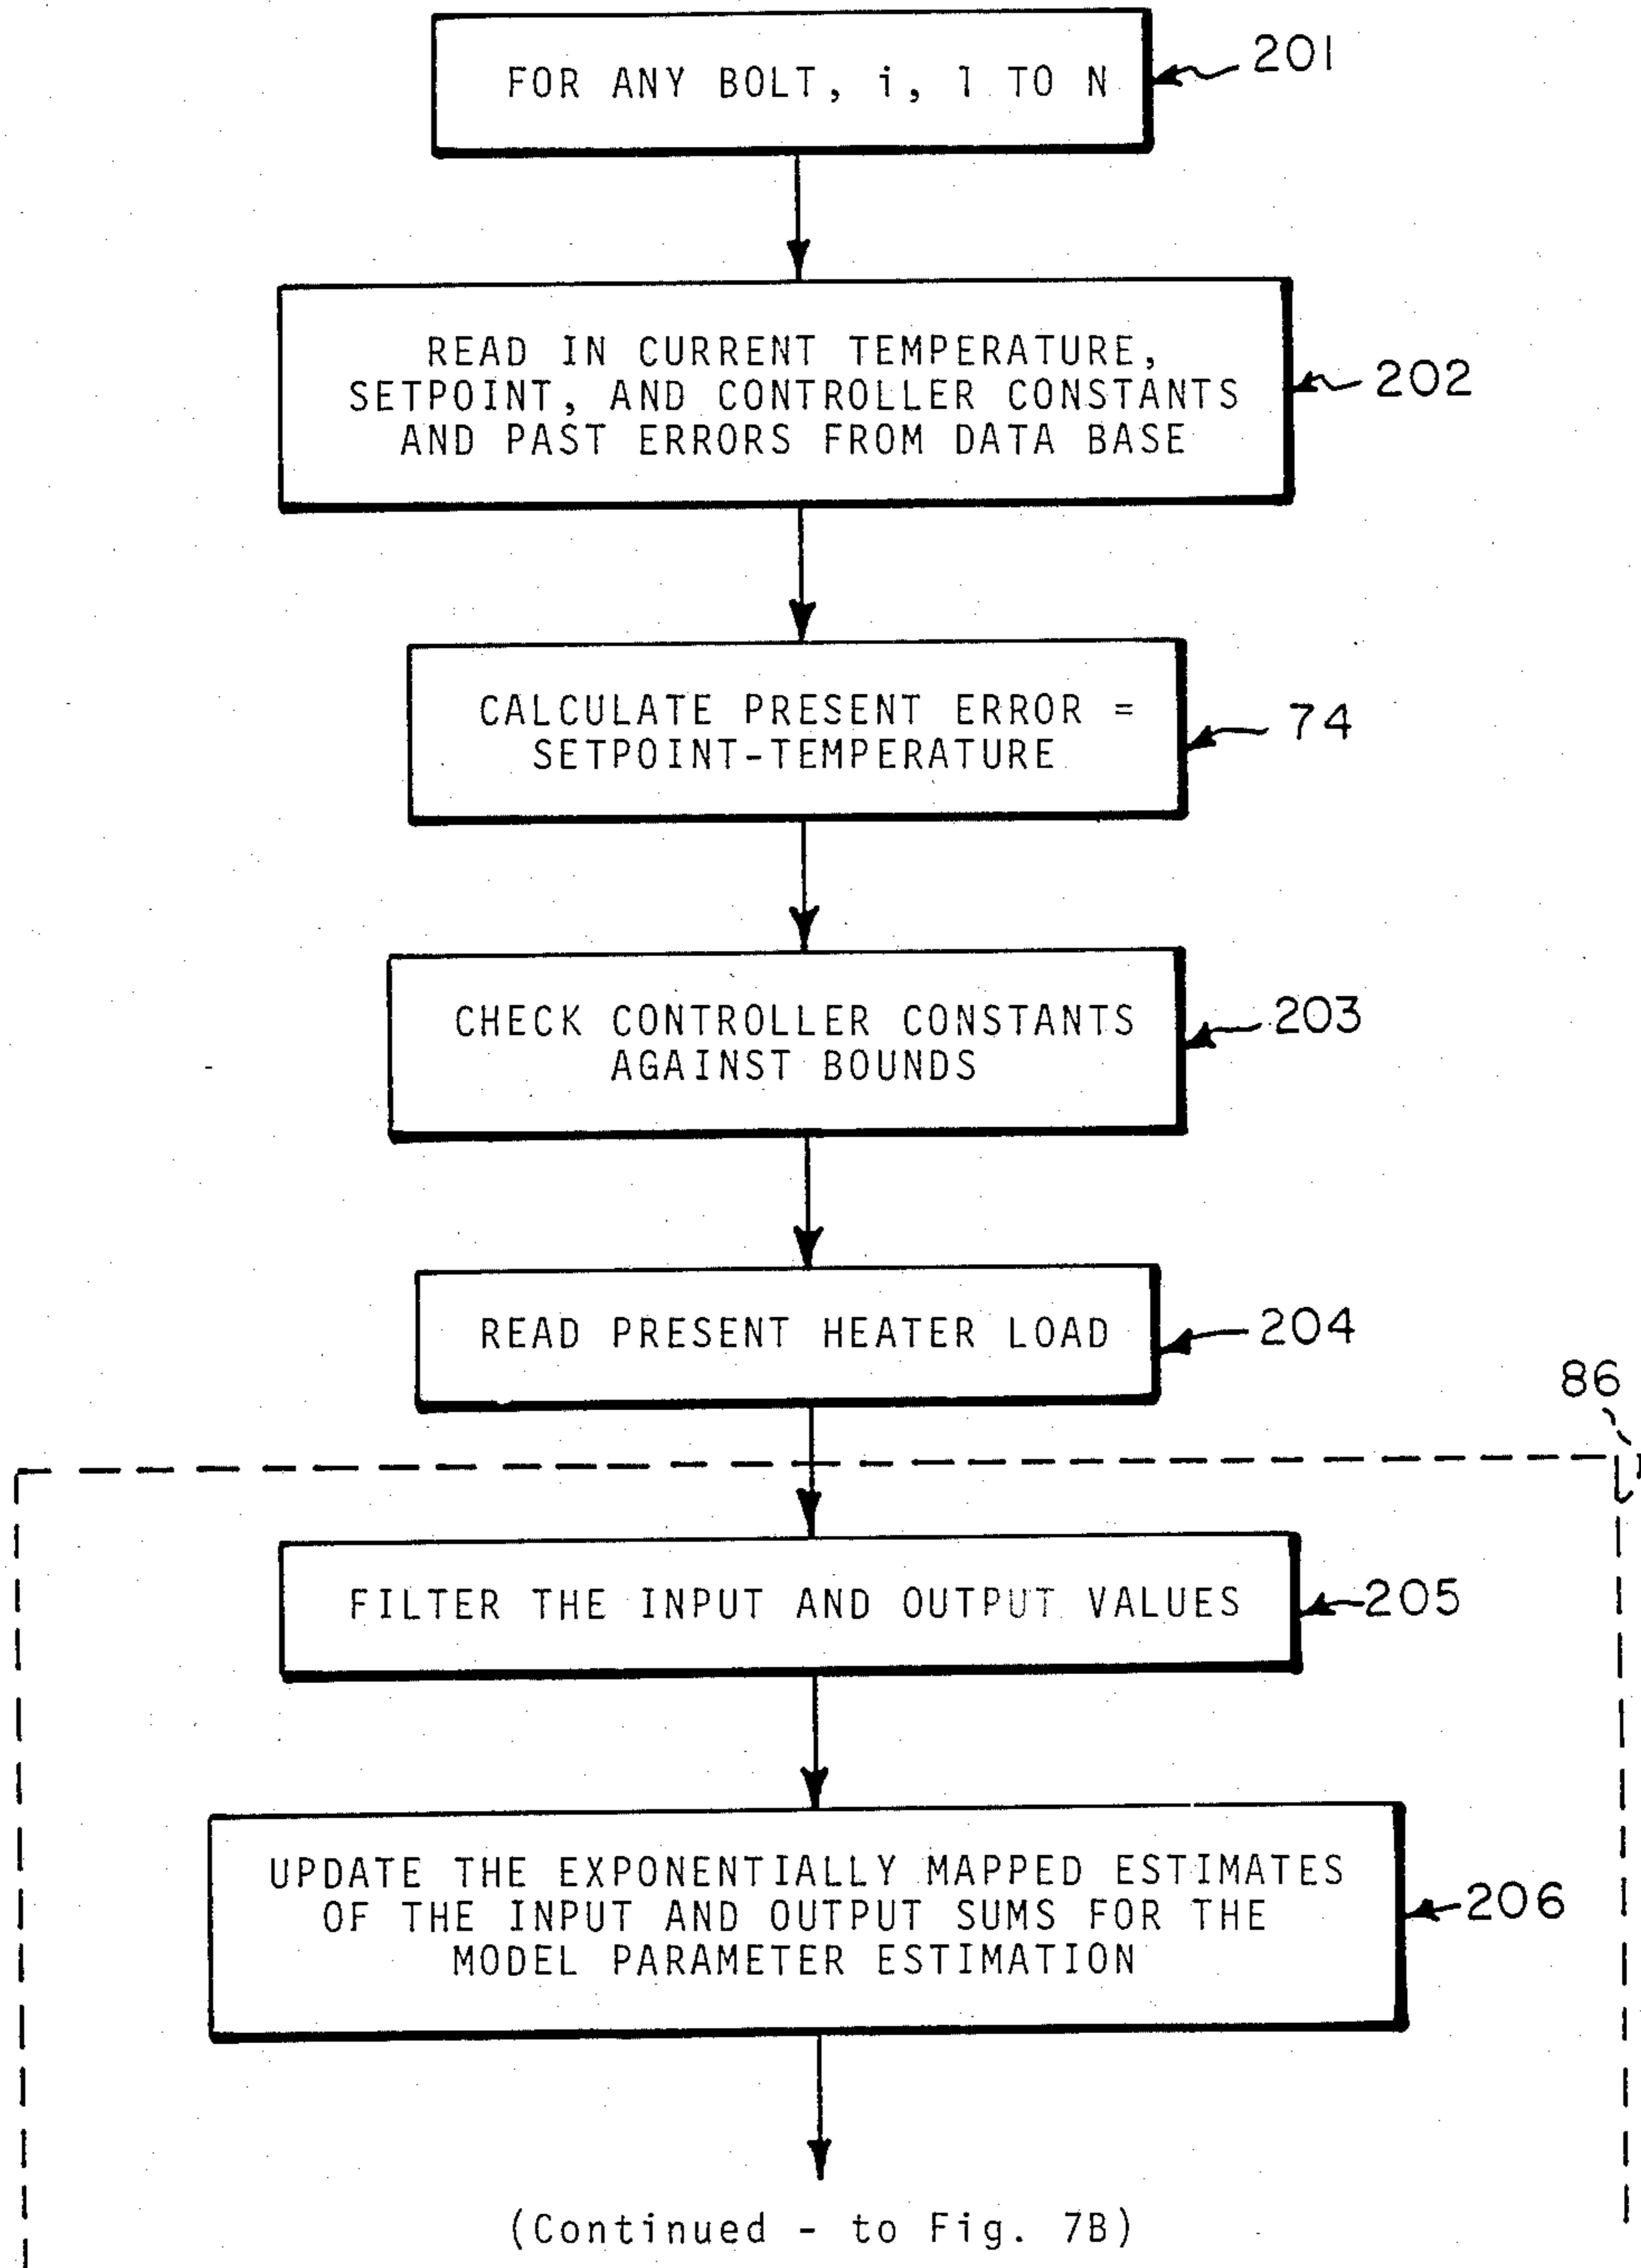 FOR ANY BOLT, i, 1 TO N
201
READ IN CURRENT TEMPERATURE,
SETPOINT, AND CONTROLLER CONSTANTS
AND PAST ERRORS FROM DATA BASE
202
CALCULATE PRESENT ERROR =
SETPOINT-TEMPERATURE
74
CHECK CONTROLLER CONSTANTS
AGAINST BOUNDS
203
READ PRESENT HEATER LOAD
204
86
FILTER THE INPUT AND OUTPUT VALUES
205
UPDATE THE EXPONENTIALLY MAPPED ESTIMATES
OF THE INPUT AND OUTPUT SUMS FOR THE
MODEL PARAMETER ESTIMATION
206
(Continued - to Fig. 7B)